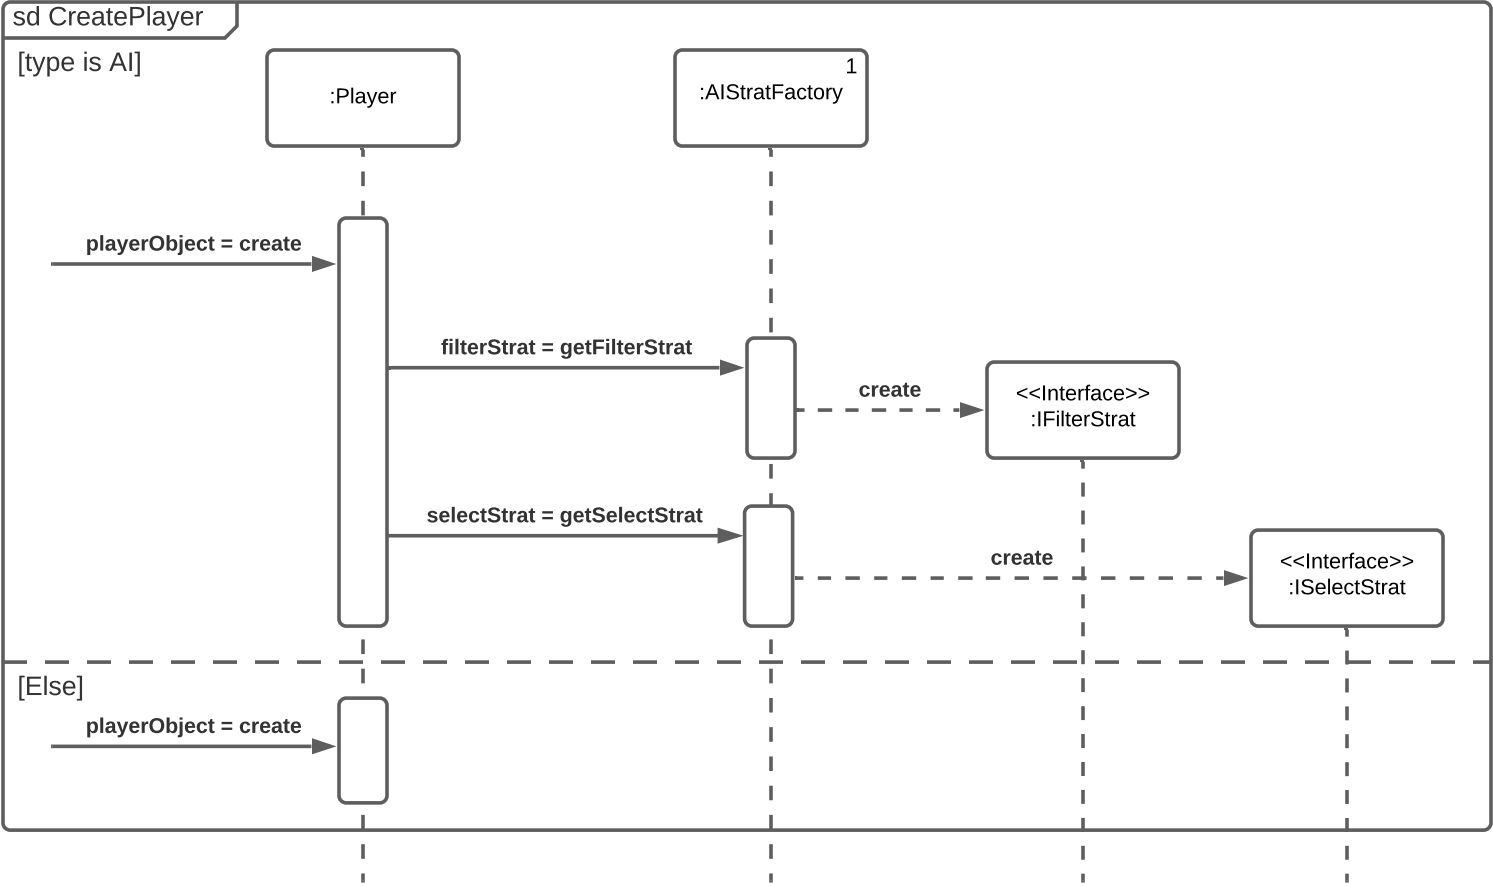 sd CreatePlayer
[type is AI]
:Player
1
:AIStratFactory
playerObject = create
filterStrat = getFilterStrat
create
<<Interface>>
:IFilterStrat
selectStrat = getSelectStrat
create
<<Interface>>
:ISelectStrat
[Else]
playerObject = create